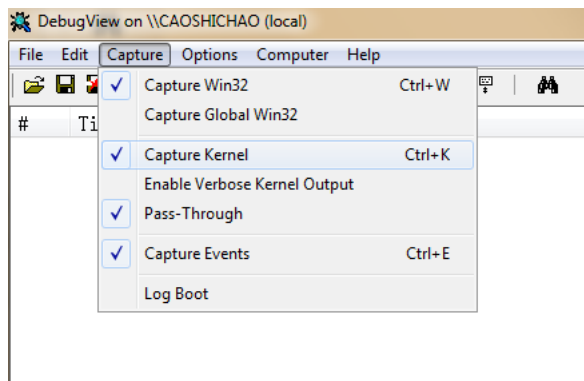 DebugView on \\CAOSHICHAO (local)
File Edit Capture Options Computer Help
# Ti
Capture Win32 Ctrl+W
Capture Global Win32
Capture Kernel Ctrl+K
Enable Verbose Kernel Output
Pass-Through
Capture Events Ctrl+E
Log Boot